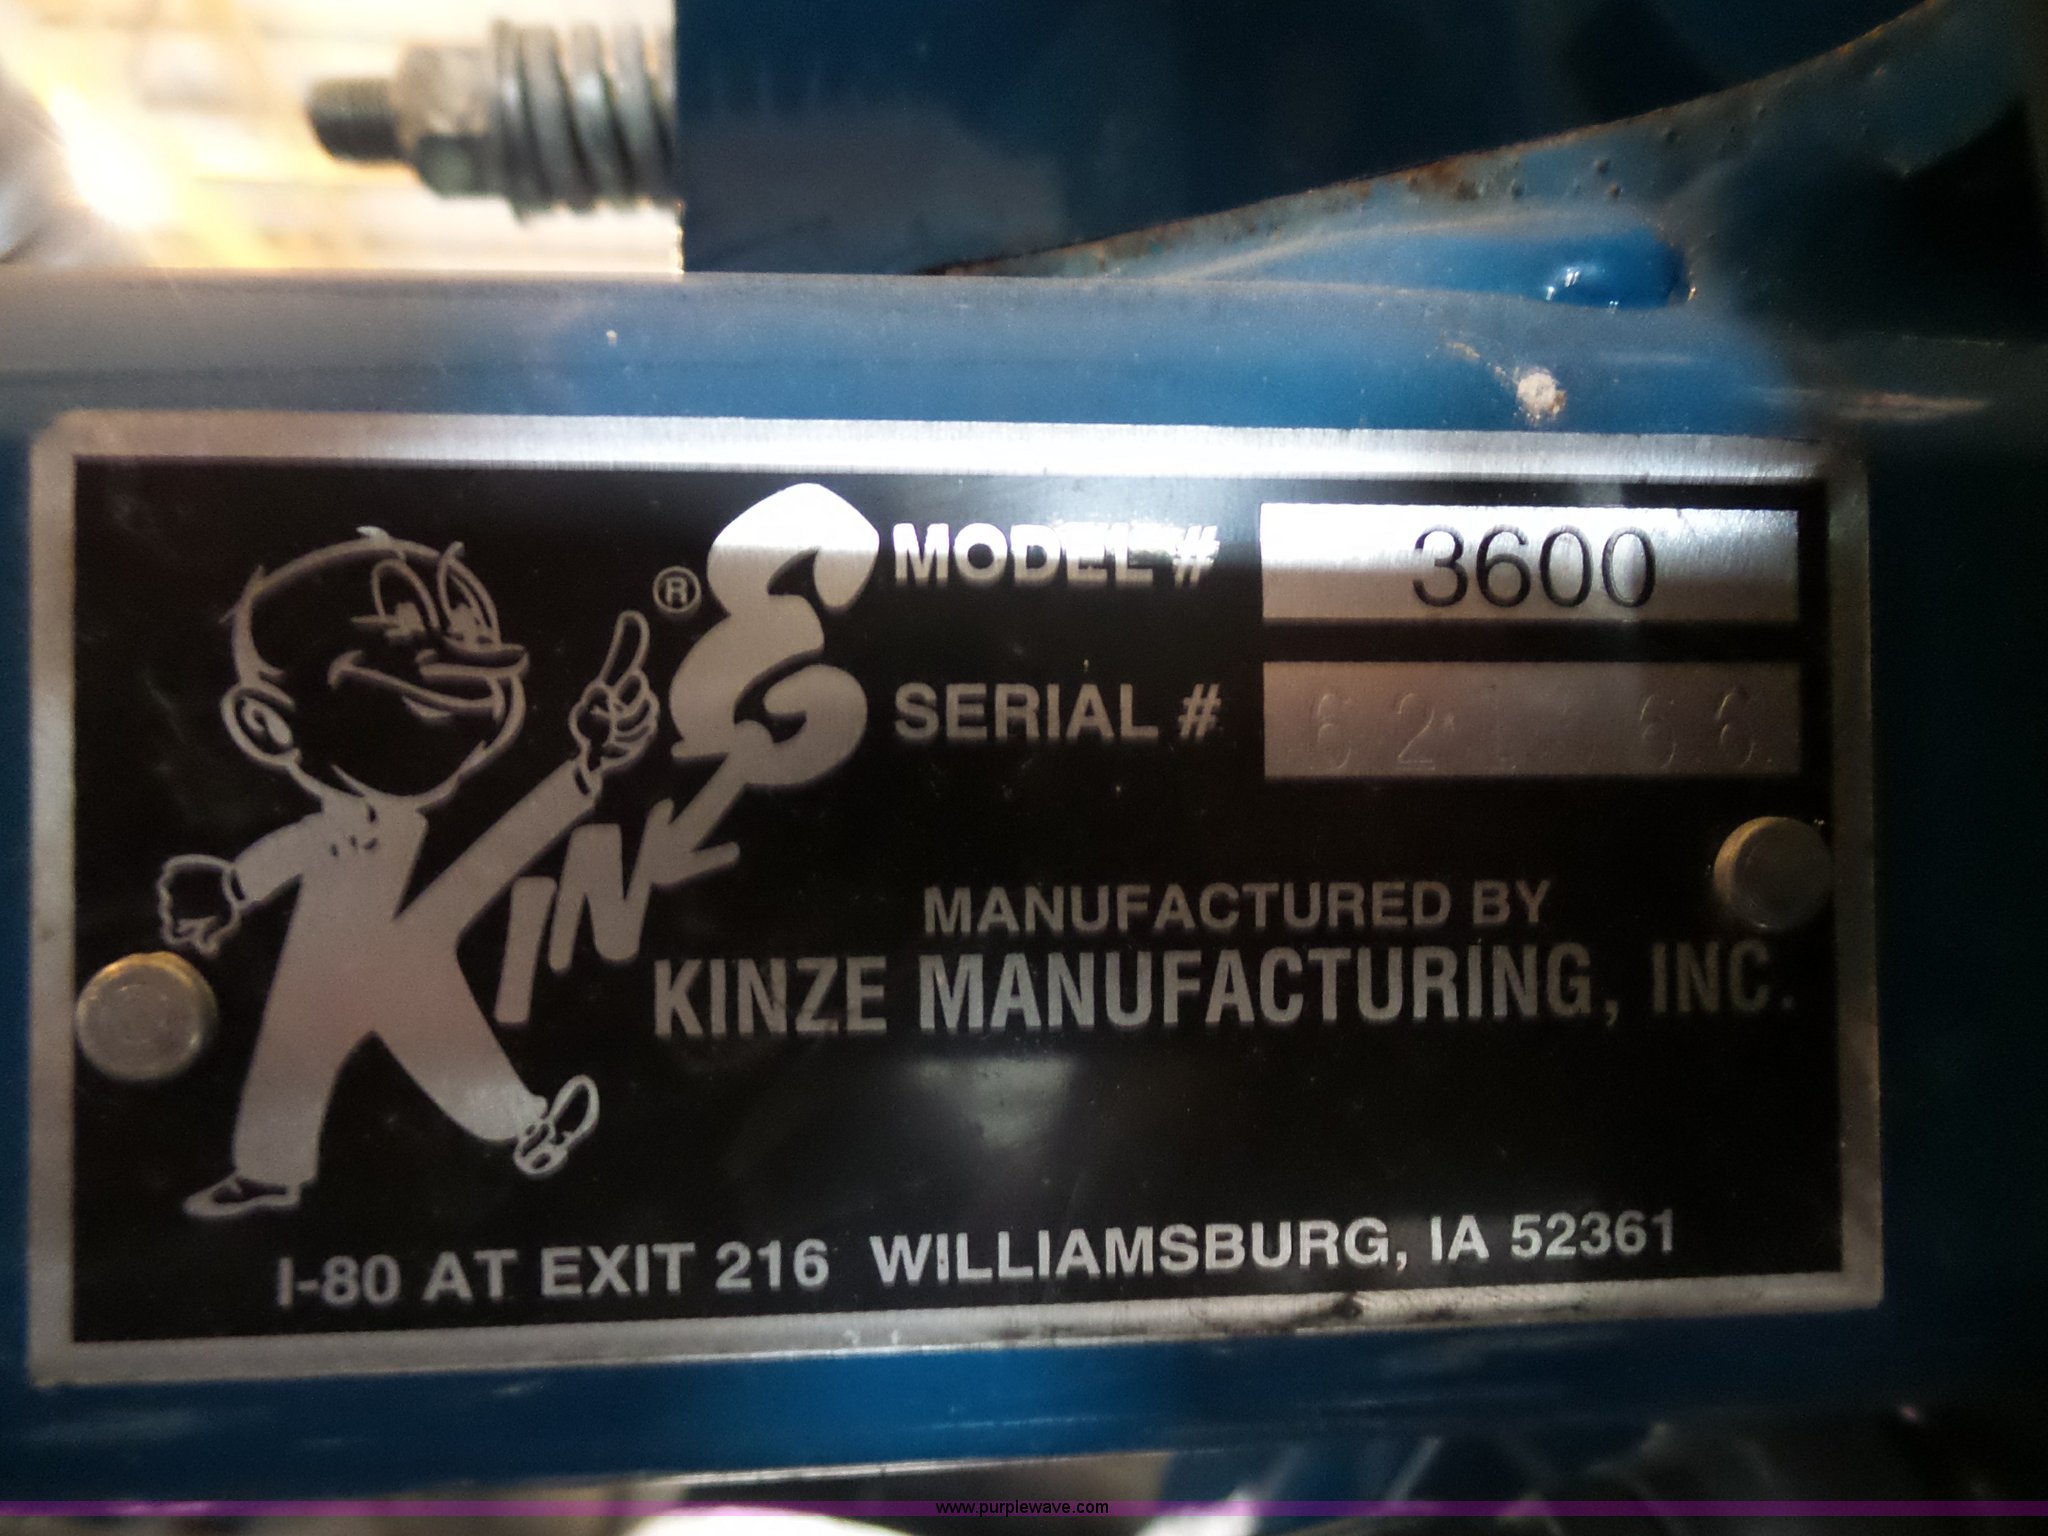 KINZE ®
MODEL # 3600
SERIAL #
MANUFACTURED BY
KINZE MANUFACTURING, INC.
I-80 AT EXIT 216 WILLIAMSBURG, IA 52361
www.purplewave.com